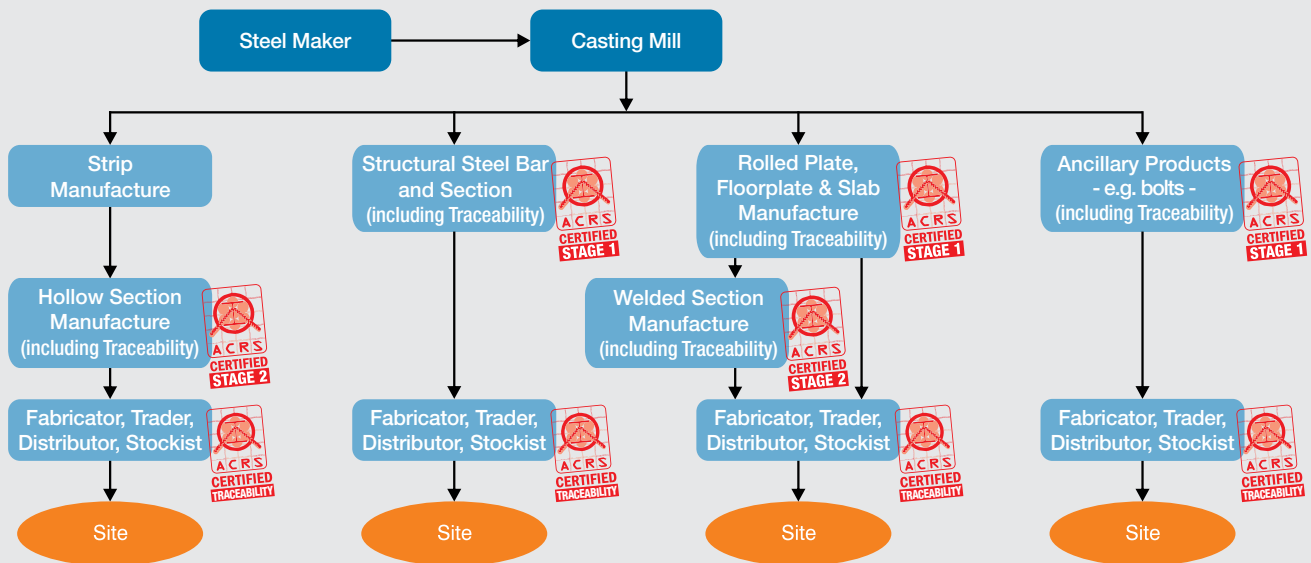 Steel Maker
Casting Mill
Strip
Manufacture
Structural Steel Bar
and Section
(including Traceability)
ACRS
CERTIFIED
STAGE 1
Rolled Plate,
Floorplate & Slab
Manufacture
(including Traceability)
ACRS
CERTIFIED
STAGE 1
Ancillary Products
- e.g. bolts -
(including Traceability)
ACRS
CERTIFIED
STAGE 1
Hollow Section
Manufacture
(including Traceability)
ACRS
CERTIFIED
STAGE 2
Welded Section
Manufacture
(including Traceability)
ACRS
CERTIFIED
STAGE 2
Fabricator, Trader,
Distributor, Stockist
ACRS
CERTIFIED
TRACEABILITY
Fabricator, Trader,
Distributor, Stockist
ACRS
CERTIFIED
TRACEABILITY
Fabricator, Trader,
Distributor, Stockist
ACRS
CERTIFIED
TRACEABILITY
Fabricator, Trader,
Distributor, Stockist
ACRS
CERTIFIED
TRACEABILITY
Site
Site
Site
Site